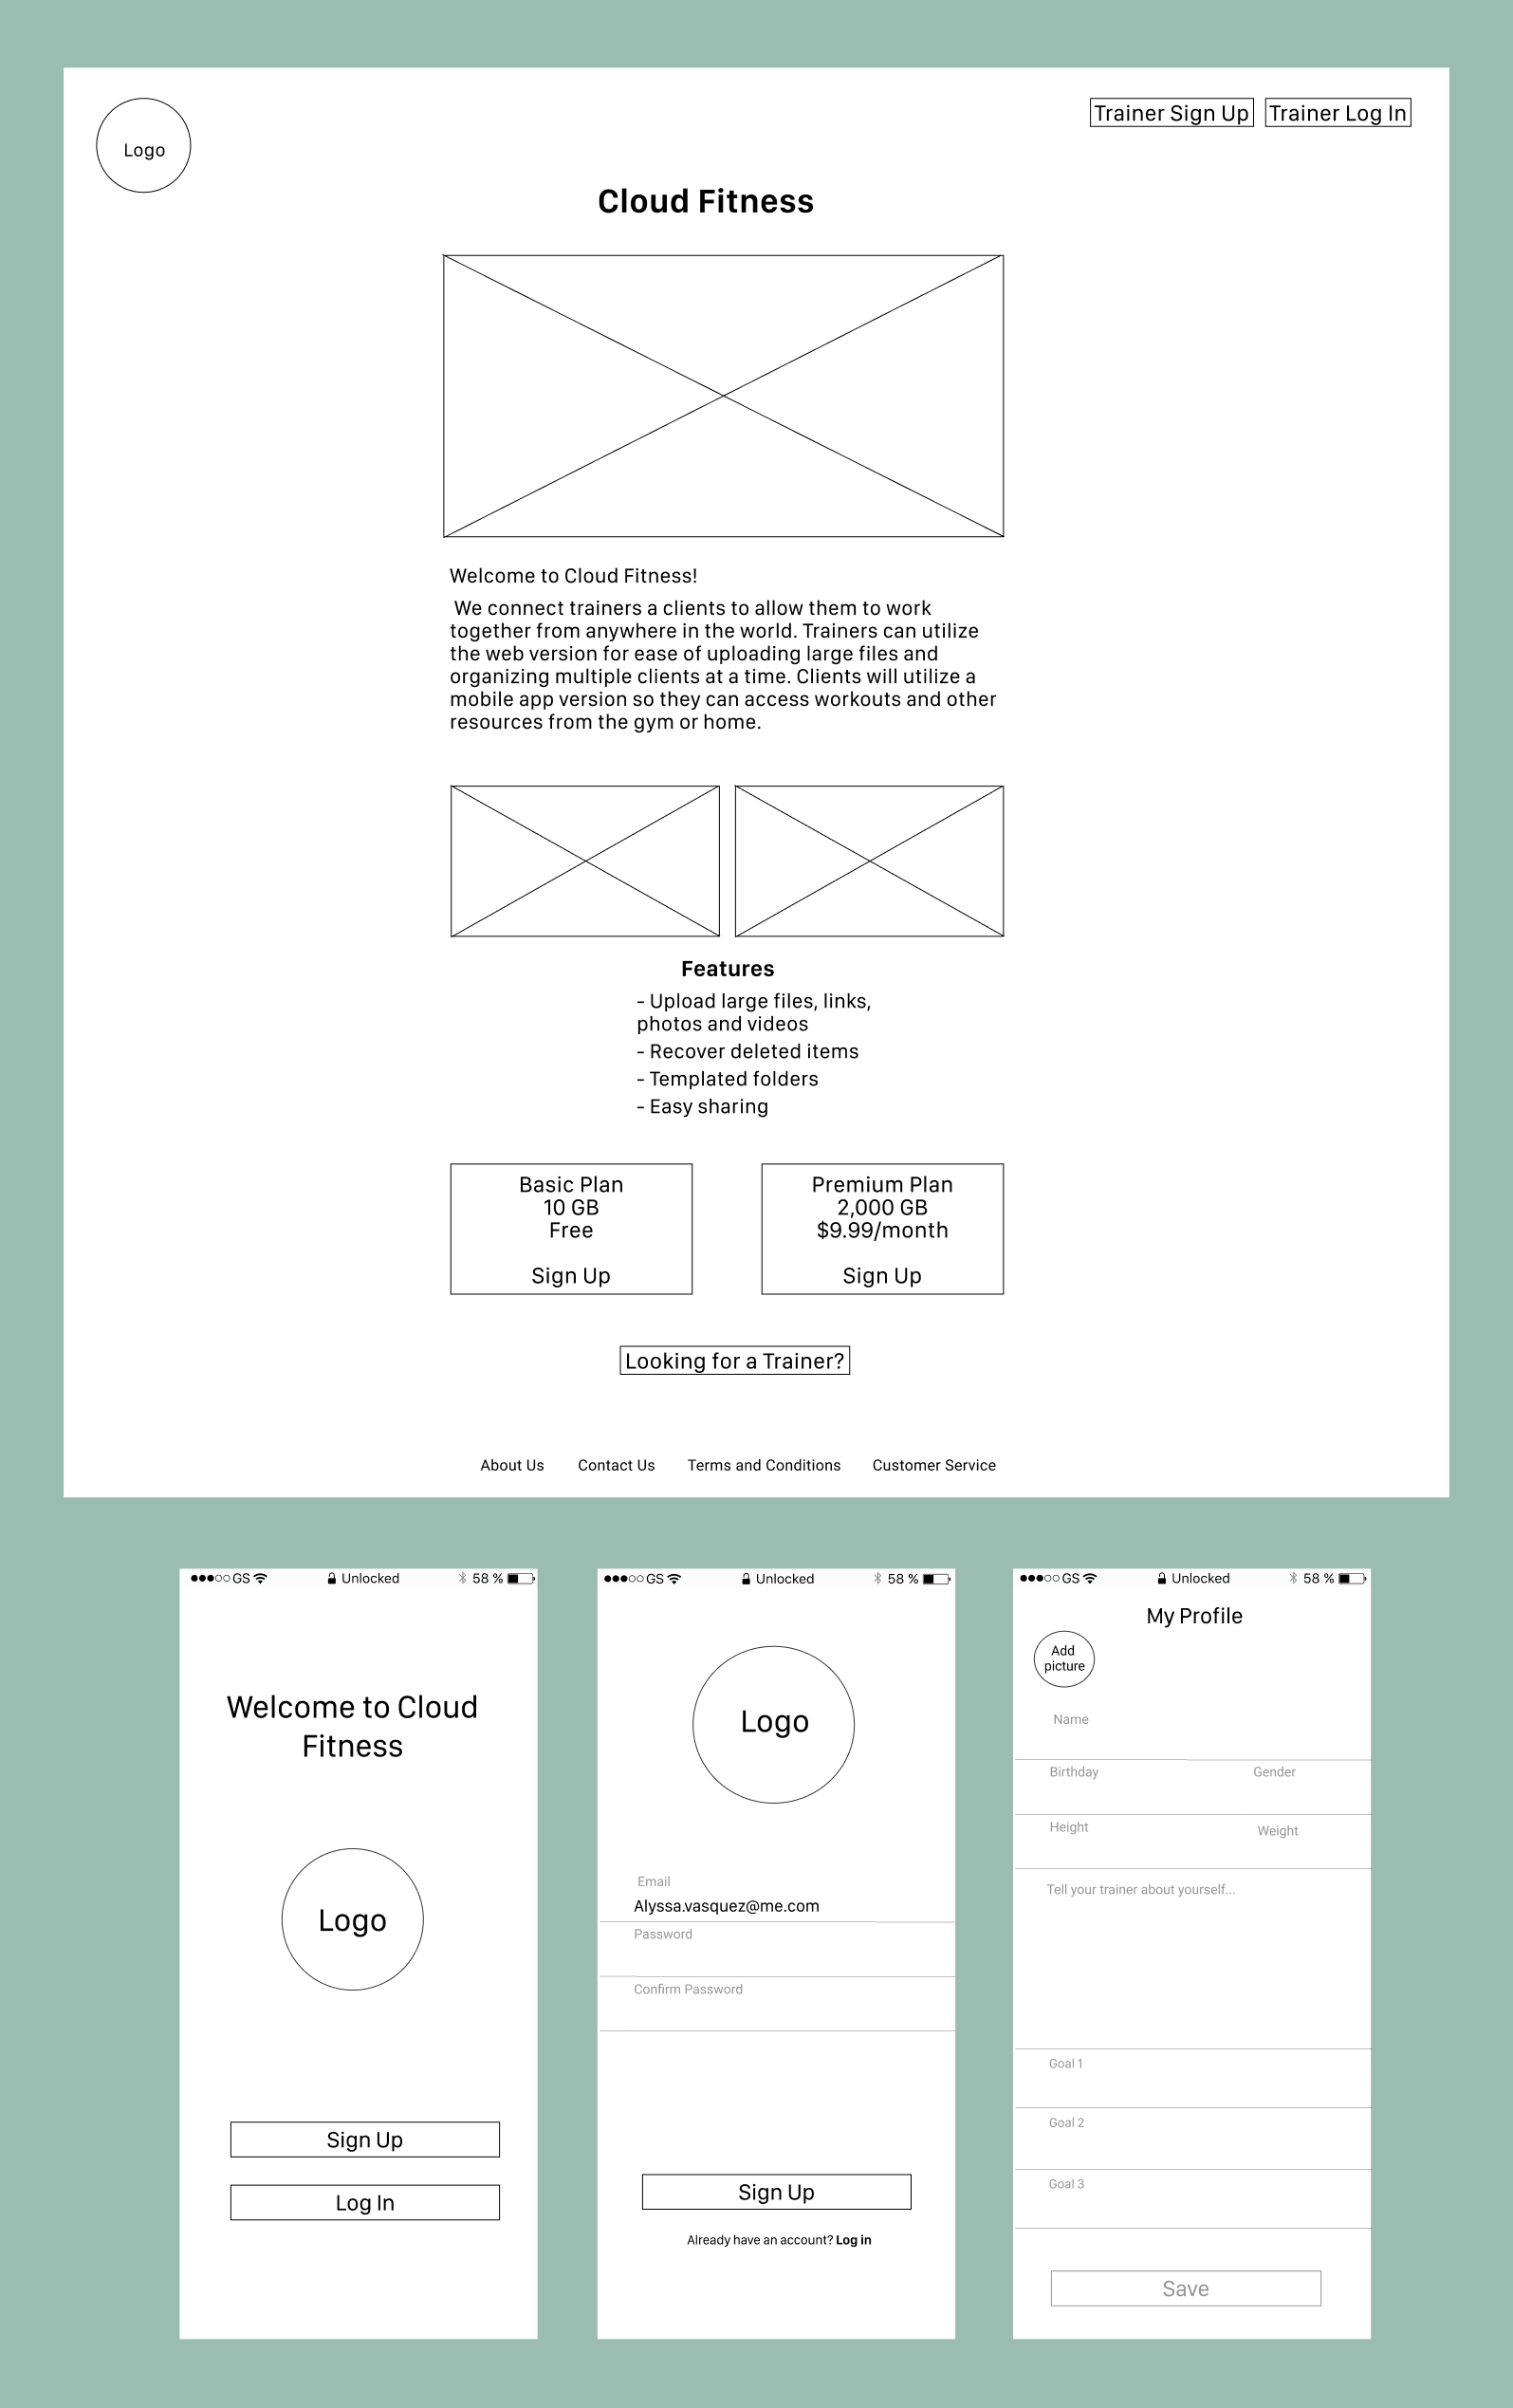 Logo
Trainer Sign Up
Trainer Log In
Cloud Fitness
Welcome to Cloud Fitness!
We connect trainers a clients to allow them to work
together from anywhere in the world. Trainers can utilize
the web version for ease of uploading large files and
organizing multiple clients at a time. Clients will utilize a
mobile app version so they can access workouts and other
resources from the gym or home.
Features
- Upload large files, links,
photos and videos
- Recover deleted items
- Templated folders
- Easy sharing
Basic Plan
10 GB
Free
Sign Up
Premium Plan
2,000 GB
$9.99/month
Sign Up
Looking for a Trainer?
About Us
Contact Us
Terms and Conditions
Customer Service
GS
Unlocked
58 %
Welcome to Cloud
Fitness
Logo
Sign Up
Log In
GS
Unlocked
58 %
Logo
Email
Alyssa.vasquez@me.com
Password
Confirm Password
Sign Up
Already have an account? Log in
GS
Unlocked
58 %
My Profile
Add
picture
Name
Birthday
Gender
Height
Weight
Tell your trainer about yourself...
Goal 1
Goal 2
Goal 3
Save